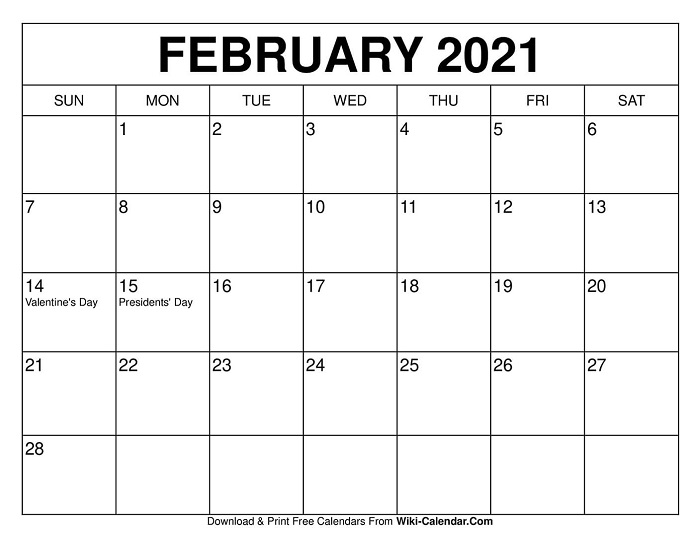 FEBRUARY 2021
SUN MON TUE WED THU FRI SAT
1 2 3 4 5 6
7 8 9 10 11 12 13
14 15 16 17 18 19 20
Valentine's Day Presidents' Day
21 22 23 24 25 26 27
28
Download & Print Free Calendars From Wiki-Calendar.Com